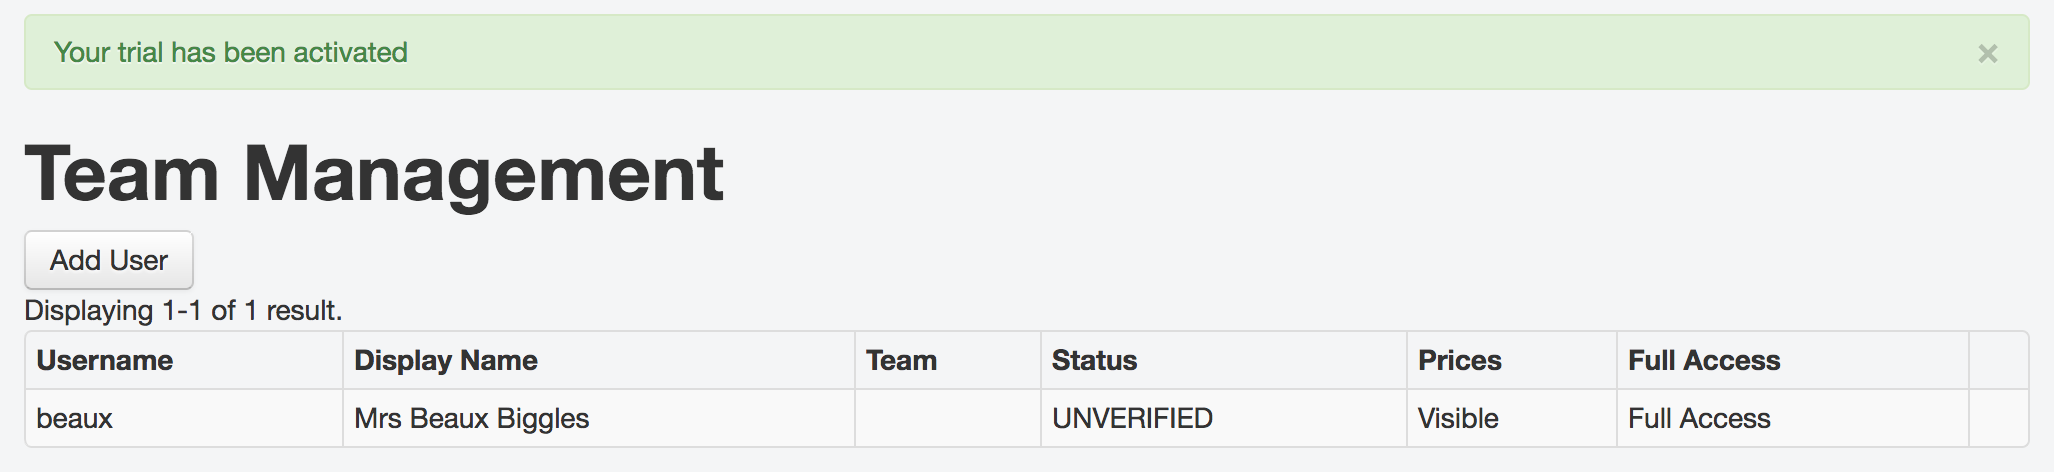 Your trial has been activated ×
Team Management
Add User
Displaying 1-1 of 1 result.
Username Display Name Team Status Prices Full Access
beaux Mrs Beaux Biggles UNVERIFIED Visible Full Access